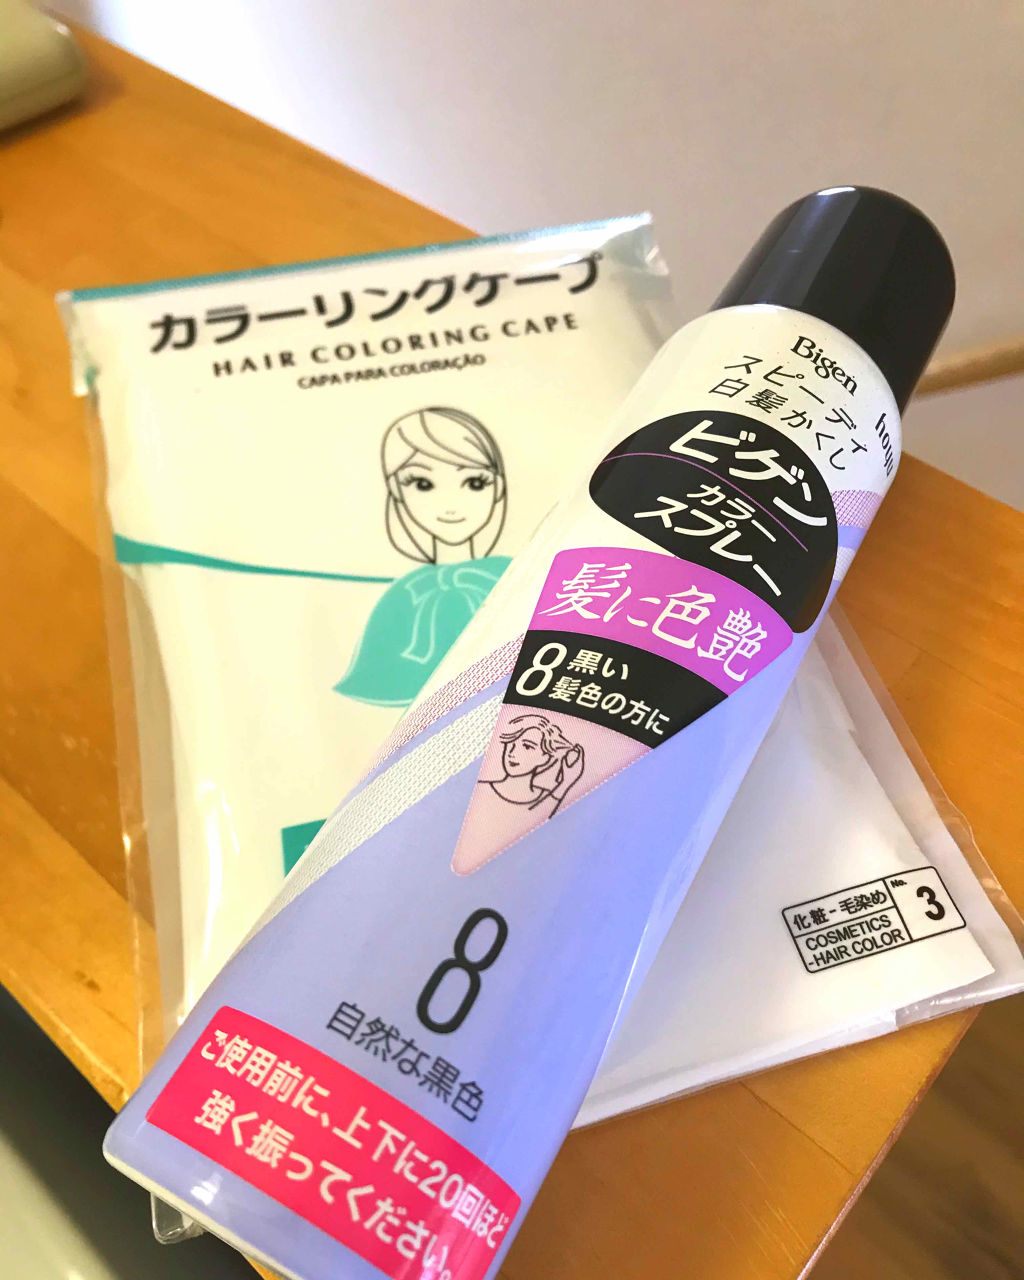 カラーリングケープ
HAIR COLORING CAPE
CAPA PARA COLORAÇÃO
Bigen
hoyu
スピーディ
白髪かくし
ビゲン
カラー
スプレー
髪に色艶
8 黒い
髪色の方に
8
自然な黒色
ご使用前に、上下に20回ほど
強く振ってください。
化粧-毛染め
COSMETICS
-HAIR COLOR
No.
3